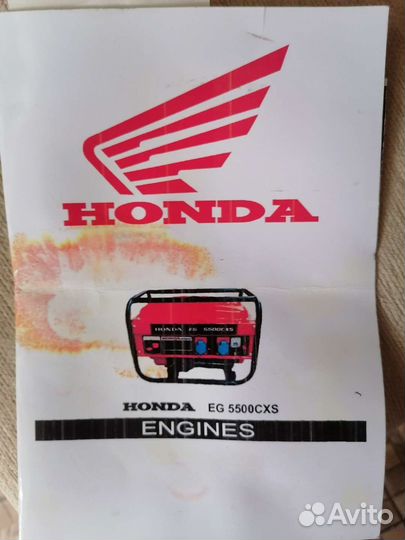 HONDA
HONDA EG 5500CXS
HONDA EG 5500CXS
ENGINES
Avito